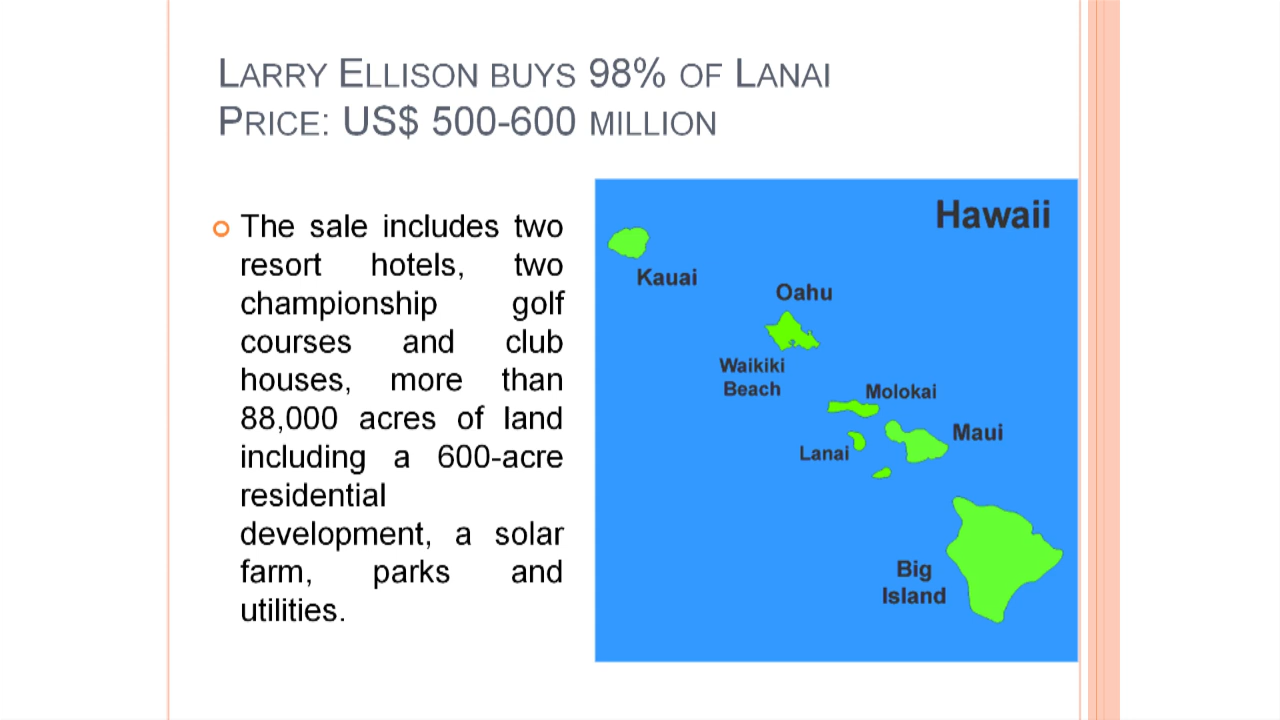 LARRY ELLISON BUYS 98% OF LANAI
PRICE: US$ 500-600 MILLION
The sale includes two
resort hotels, two
championship golf
courses and club
houses, more than
88,000 acres of land
including a 600-acre
residential
development, a solar
farm, parks and
utilities.
Hawaii
Kauai
Oahu
Waikiki
Beach
Molokai
Maui
Lanai
Big
Island